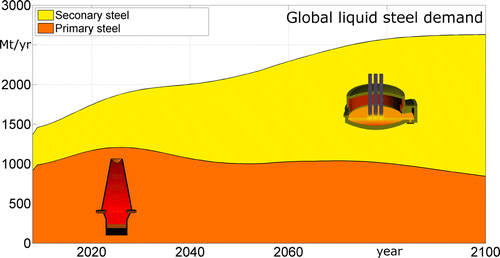 3000
Mt/yr
2500
2000
1500
1000
500
0
Seconary steel
Primary steel
Global liquid steel demand
2020
2040
2060
year
2100